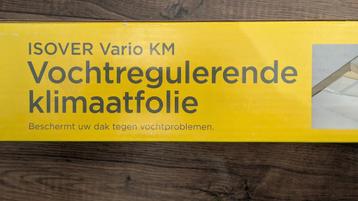 ISOVER Vario KM
Vochtregulerende
klimaatfolie
Beschermt uw dak tegen vochtproblemen.